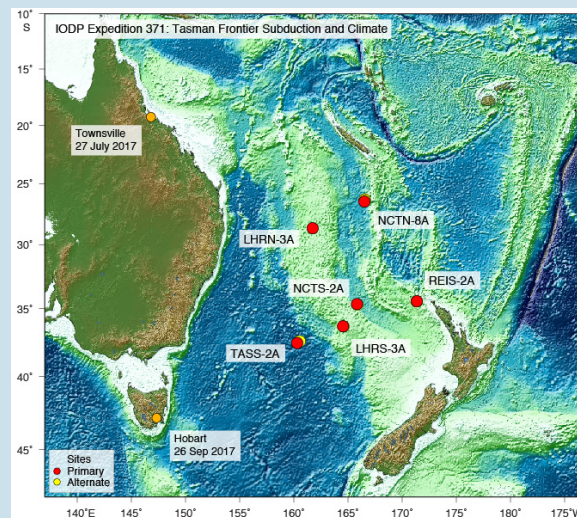 10°
S
IODP Expedition 371: Tasman Frontier Subduction and Climate
15°
Townsville
27 July 2017
20°
25°
NCTN-8A
LHRN-3A
30°
REIS-2A
NCTS-2A
35°
LHRS-3A
TASS-2A
40°
Hobart
26 Sep 2017
45°
Sites
Primary
Alternate
140°E
145°
150°
155°
160°
165°
170°
175°
180°
175°W